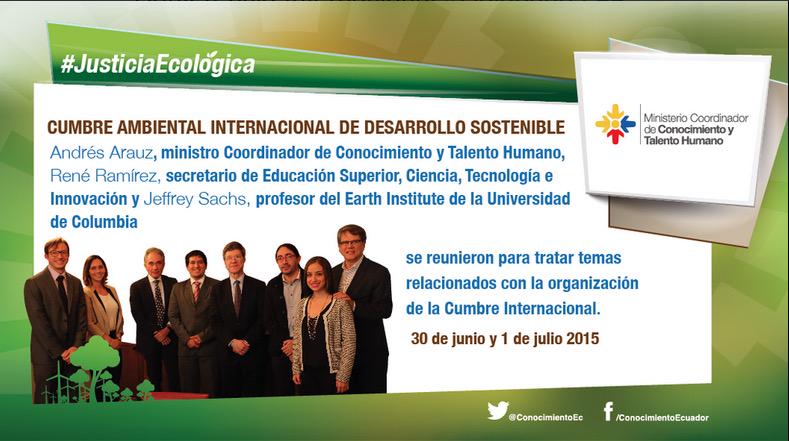 #JusticiaEcológica
CUMBRE AMBIENTAL INTERNACIONAL DE DESARROLLO SOSTENIBLE
Andrés Arauz, ministro Coordinador de Conocimiento y Talento Humano,
René Ramírez, secretario de Educación Superior, Ciencia, Tecnología e
Innovación y Jeffrey Sachs, profesor del Earth Institute de la Universidad
de Columbia
Ministerio Coordinador
de Conocimiento y
Talento Humano
se reunieron para tratar temas
relacionados con la organización
de la Cumbre Internacional.
30 de junio y 1 de julio 2015
@ConocimientoEc
/ConocimientoEcuador